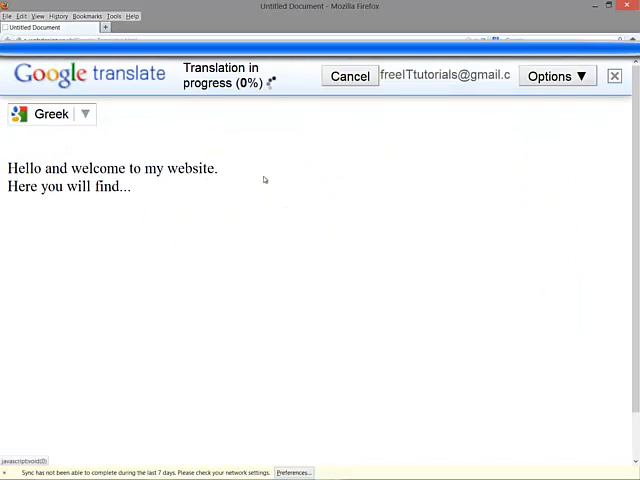 Untitled Document - Mozilla Firefox
File Edit View History Bookmarks Tools Help
Untitled Document +
Google translate
Translation in
progress (0%)
Cancel
freeITtutorials@gmail.c
Options ▼
Greek ▼
Hello and welcome to my website.
Here you will find...
javascript:void(0)
× Sync has not been able to complete during the last 7 days. Please check your network settings. Preferences...